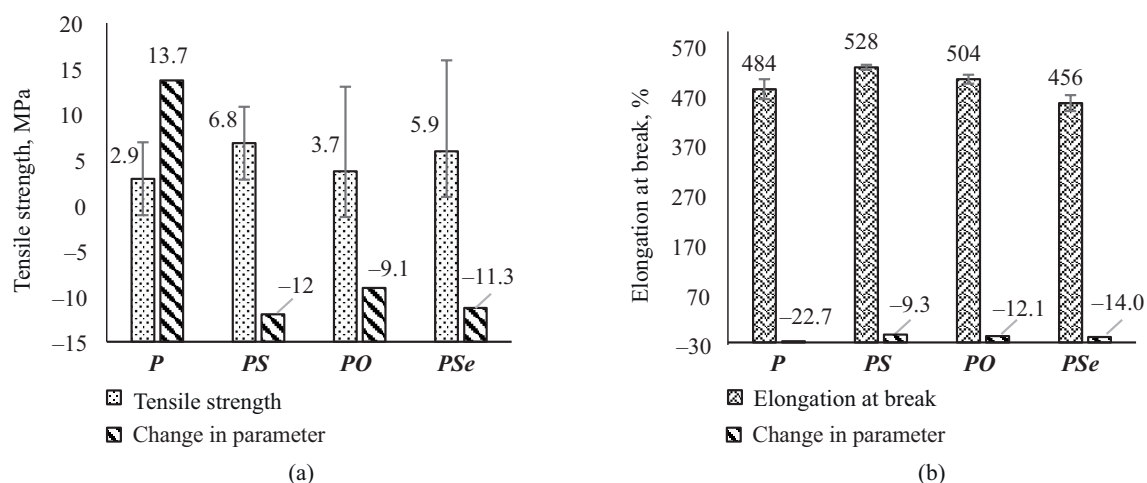 Tensile strength, MPa
20
15
10
5
0
–5
–10
–15
2.9
13.7
6.8
–12
3.7
–9.1
5.9
–11.3
P
PS
PO
PSe
Tensile strength
Change in parameter
(a)
Elongation at break, %
570
470
370
270
170
70
–30
484
–22.7
528
–9.3
504
–12.1
456
–14.0
P
PS
PO
PSe
Elongation at break
Change in parameter
(b)